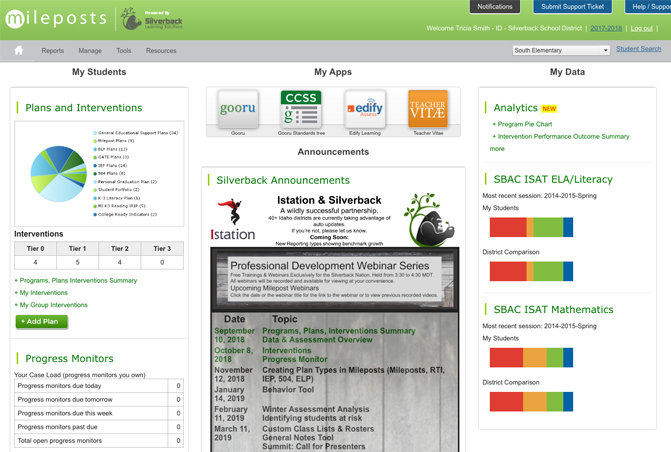 mileposts
Powered By
Silverback
Learning Solutions
Notifications
Submit Support Ticket
Help / Suppor
Welcome Tricia Smith - ID - Silverback School District | 2017-2018 | Log out |
Reports Manage Tools Resources
South Elementary
Student Search
My Students
Plans and Interventions
General Educational Support Plans (24)
Mileposts Plans (9)
ELP Plans (12)
GATE Plans (3)
IEP Plans (14)
504 Plans (8)
Personal Graduation Plan (2)
Student Portfolio (2)
K-3 Literacy Plan (1)
MI K3 Reading IRIP (5)
College Ready Indicators (2)
Interventions
Tier 0 Tier 1 Tier 2 Tier 3
4 5 4 0
+ Programs, Plans Interventions Summary
+ My Interventions
+ My Group Interventions
+ Add Plan
Progress Monitors
Your Case Load (progress monitors you own)
Progress monitors due today 0
Progress monitors due tomorrow 0
Progress monitors due this week 0
Progress monitors past due 0
Total open progress monitors 0
My Apps
gooru
CCSS
edify
Assess
TEACHER
VITÆ
Gooru
Gooru Standards tree
Edify Learning
Teacher Vitae
Announcements
Silverback Announcements
Istation
Istation & Silverback
A wildly successful partnership.
40+ Idaho districts are currently taking advantage of
auto updates.
If you're not, please let us know.
Coming Soon:
New Reporting types showing benchmark growth
Professional Development Webinar Series
Free Trainings & Webinars Exclusively for the Silverback Nation. Held from 3:30 to 4:30 MDT.
All webinars will be recorded and available for viewing at your convenience.
Upcoming Milepost Webinars
Click the date or the webinar title for the link to the webinar or to view previous recorded videos.
Date Topic
September 10, 2018 Programs, Plans, Interventions Summary
Data & Assessment Overview
October 8, 2018 Interventions
Progress Monitor
November 12, 2018 Creating Plan Types in Mileposts (Mileposts, RTI,
IEP, 504, ELP)
January 14, 2019 Behavior Tool
February 11, 2019 Winter Assessment Analysis
Identifying students at risk
March 11, 2019 Custom Class Lists & Rosters
General Notes Tool
Summit: Call for Presenters
My Data
Analytics NEW
+ Program Pie Chart
+ Intervention Performance Outcome Summary
more
SBAC ISAT ELA/Literacy
Most recent session: 2014-2015-Spring
My Students
District Comparison
SBAC ISAT Mathematics
Most recent session: 2014-2015-Spring
My Students
District Comparison